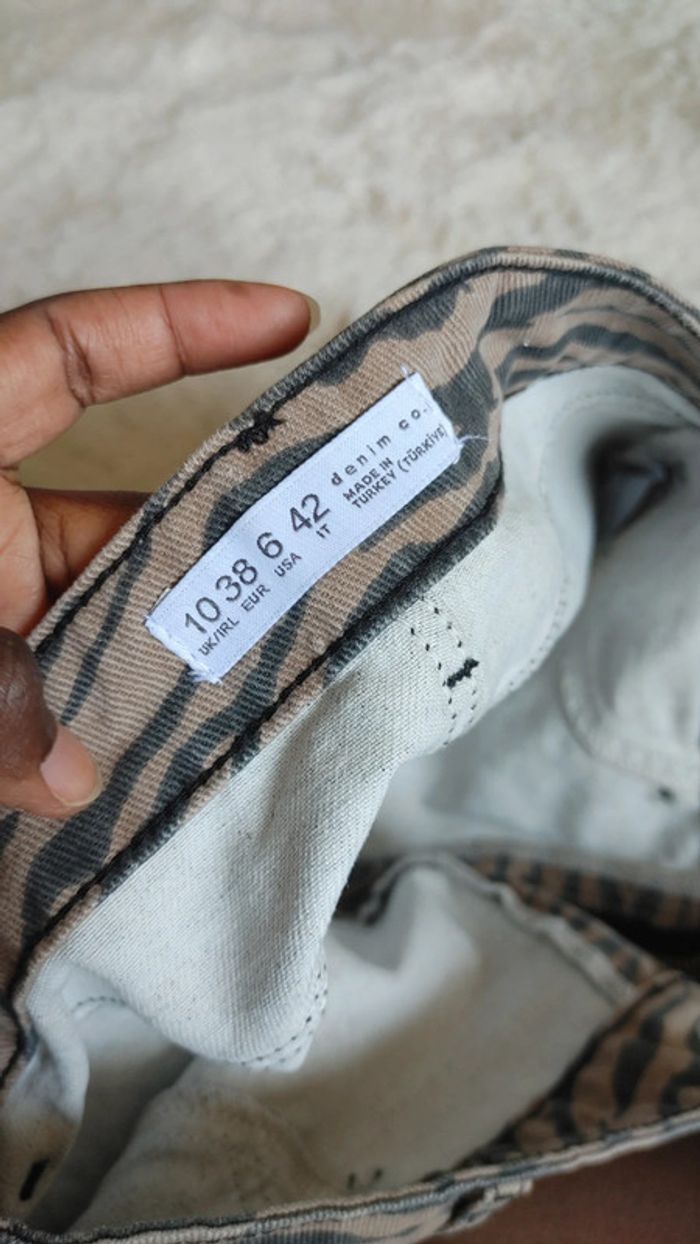 10 38 6 42 denim co.
UK/IRL EUR USA IT
MADE IN
TURKEY (TÜRKİYE)